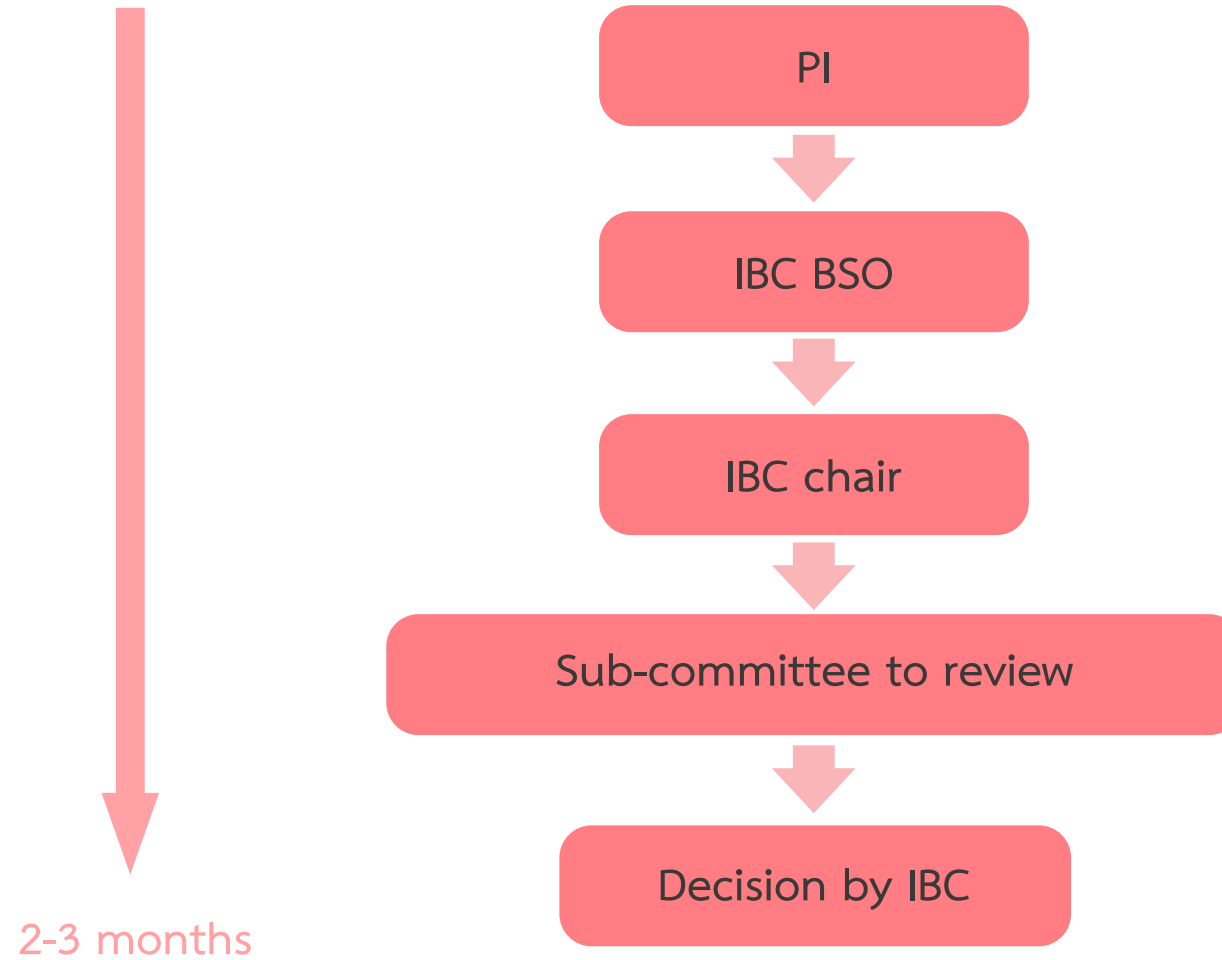 PI
IBC BSO
IBC chair
Sub-committee to review
Decision by IBC
2-3 months